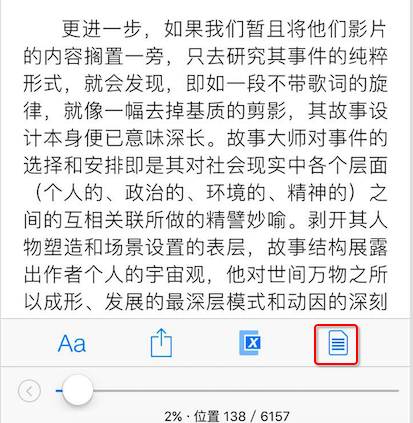 更进一步，如果我们暂且将他们影片
的内容搁置一旁，只去研究其事件的纯粹
形式，就会发现，即如一段不带歌词的旋
律，就像一幅去掉基质的剪影，其故事设
计本身便已意味深长。故事大师对事件的
选择和安排即是其对社会现实中各个层面
（个人的、政治的、环境的、精神的）之
间的互相关联所做的精譬妙喻。剥开其人
物塑造和场景设置的表层，故事结构展露
出作者个人的宇宙观，他对世间万物之所
以成形、发展的最深层模式和动因的深刻
Aa
X
2% · 位置 138 / 6157